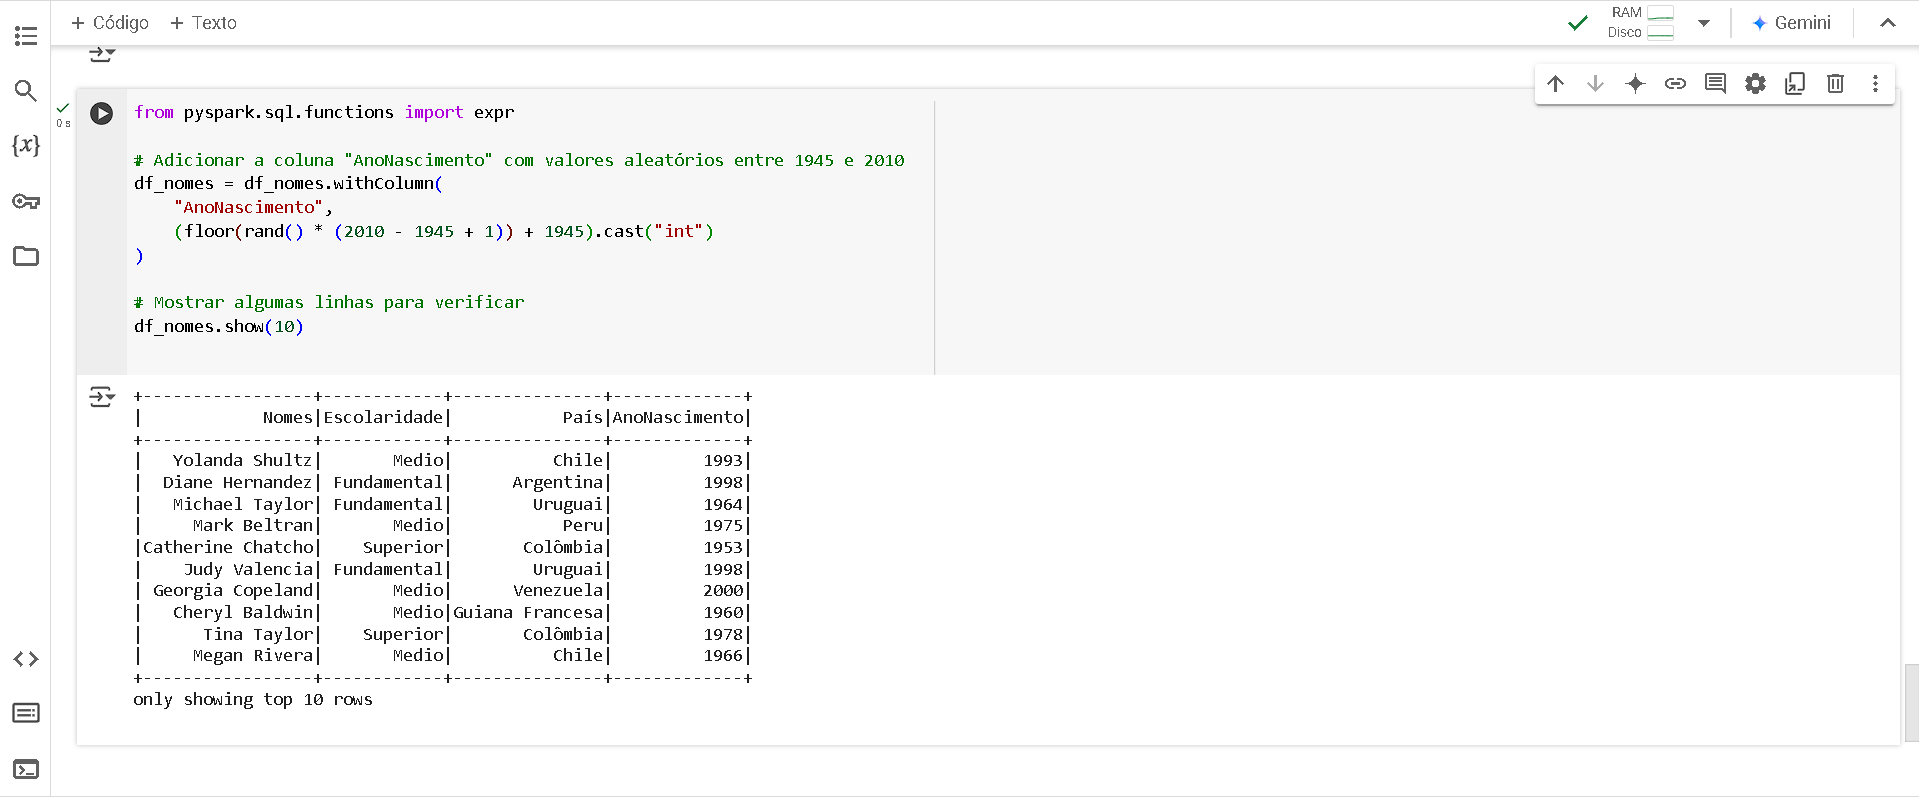 + Código + Texto
RAM
Disco
Gemini
{x}
0 s
from pyspark.sql.functions import expr
# Adicionar a coluna "AnoNascimento" com valores aleatórios entre 1945 e 2010
df_nomes = df_nomes.withColumn(
    "AnoNascimento",
    (floor(rand() * (2010 - 1945 + 1)) + 1945).cast("int")
)
# Mostrar algumas linhas para verificar
df_nomes.show(10)
+-----------------+------------+---------------+-------------+
|            Nomes|Escolaridade|           País|AnoNascimento|
+-----------------+------------+---------------+-------------+
|   Yolanda Shultz|       Medio|          Chile|         1993|
|  Diane Hernandez| Fundamental|      Argentina|         1998|
|   Michael Taylor| Fundamental|        Uruguai|         1964|
|     Mark Beltran|       Medio|           Peru|         1975|
|Catherine Chatcho|    Superior|       Colômbia|         1953|
|    Judy Valencia| Fundamental|        Uruguai|         1998|
| Georgia Copeland|       Medio|      Venezuela|         2000|
|   Cheryl Baldwin|       Medio|Guiana Francesa|         1960|
|      Tina Taylor|    Superior|       Colômbia|         1978|
|     Megan Rivera|       Medio|          Chile|         1966|
+-----------------+------------+---------------+-------------+
only showing top 10 rows